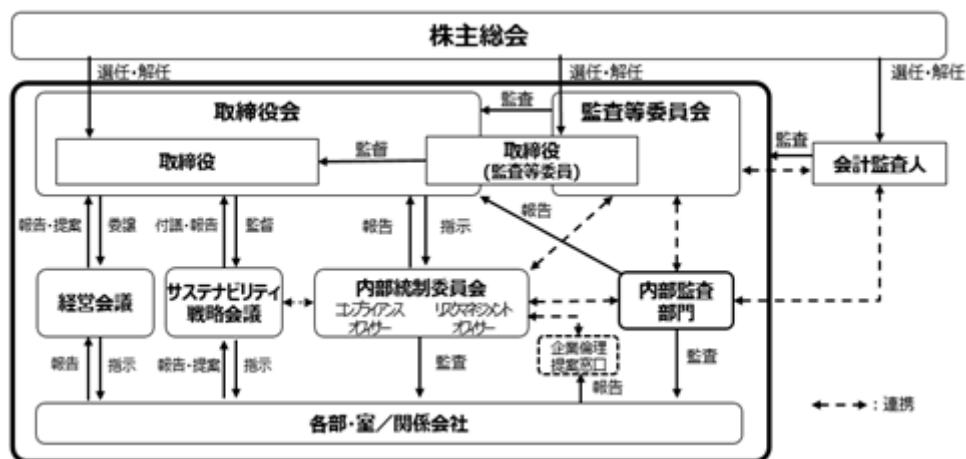 株主総会
選任・解任
選任・解任
選任・解任
取締役会
監査
監査等委員会
監査
取締役
監督
取締役
(監査等委員)
会計監査人
報告・提案
委譲
付議・報告
監督
報告
指示
報告
経営会議
サステナビリティ
戦略会議
内部統制委員会
コンプライアンス
オフィサー
リスクマネジメント
オフィサー
内部監査
部門
企業倫理
提案窓口
報告
指示
報告・提案
指示
監査
報告
監査
各部・室／関係会社
：連携